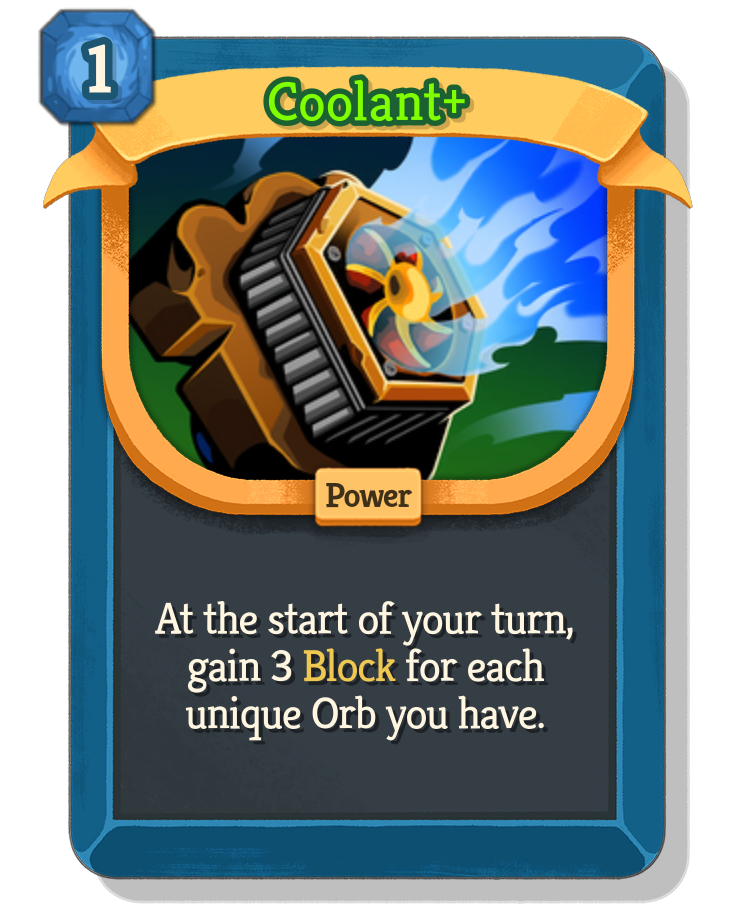 1
Coolant+
Power
At the start of your turn,
gain 3 Block for each
unique Orb you have.